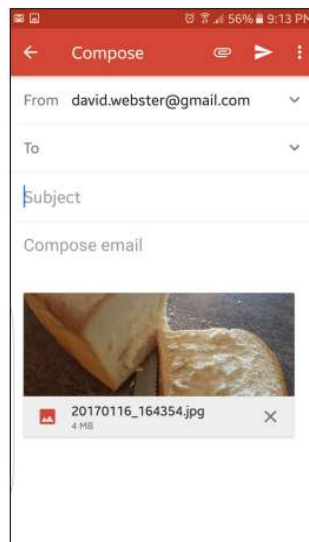 56% 9:13 PM
Compose
From david.webster@gmail.com
To
Subject
Compose email
20170116_164354.jpg
4 MB